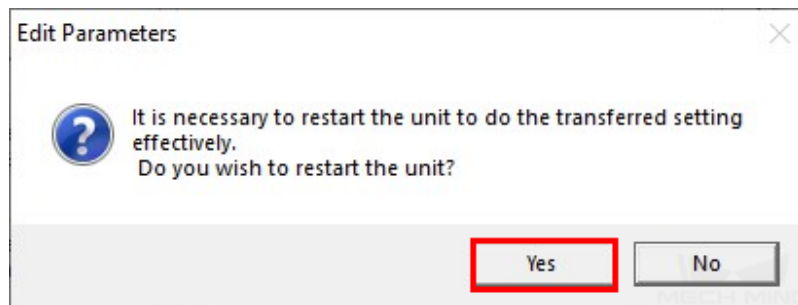 Edit Parameters
It is necessary to restart the unit to do the transferred setting
effectively.
Do you wish to restart the unit?
Yes
No
MECH MIND